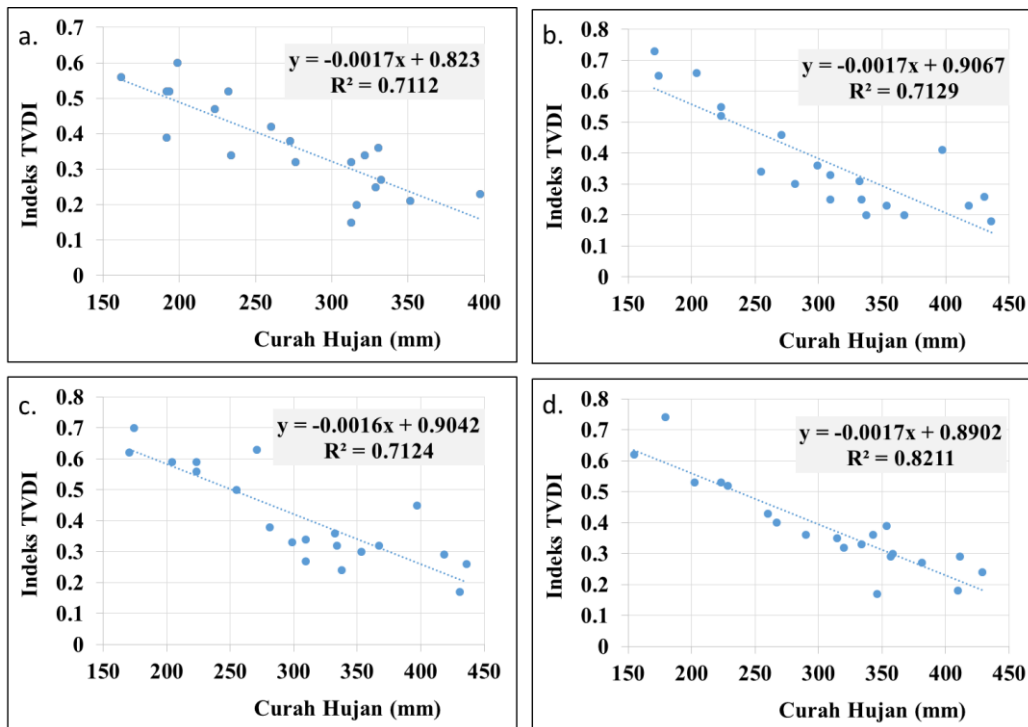 a.
y = -0.0017x + 0.823
R² = 0.7112
Indeks TVDI
0.7
0.6
0.5
0.4
0.3
0.2
0.1
0
150 200 250 300 350 400
Curah Hujan (mm)
b.
y = -0.0017x + 0.9067
R² = 0.7129
Indeks TVDI
0.8
0.7
0.6
0.5
0.4
0.3
0.2
0.1
0
150 200 250 300 350 400 450
Curah Hujan (mm)
c.
y = -0.0016x + 0.9042
R² = 0.7124
Indeks TVDI
0.8
0.7
0.6
0.5
0.4
0.3
0.2
0.1
0
150 200 250 300 350 400 450
Curah Hujan (mm)
d.
y = -0.0017x + 0.8902
R² = 0.8211
Indeks TVDI
0.8
0.7
0.6
0.5
0.4
0.3
0.2
0.1
0
150 200 250 300 350 400 450
Curah Hujan (mm)